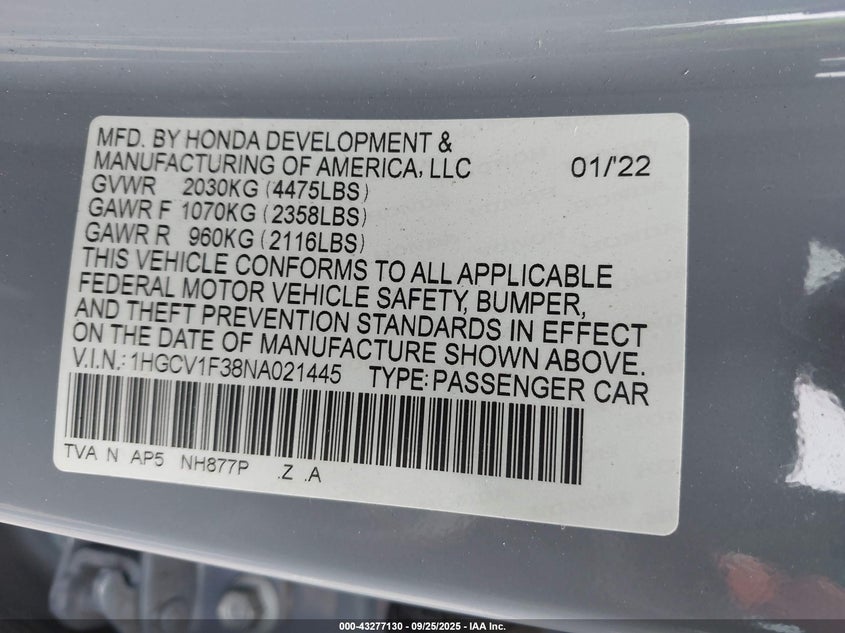 MFD. BY HONDA DEVELOPMENT &
MANUFACTURING OF AMERICA, LLC 01/'22
GVWR 2030KG (4475LBS)
GAWR F 1070KG (2358LBS)
GAWR R 960KG (2116LBS)
THIS VEHICLE CONFORMS TO ALL APPLICABLE
FEDERAL MOTOR VEHICLE SAFETY, BUMPER,
AND THEFT PREVENTION STANDARDS IN EFFECT
ON THE DATE OF MANUFACTURE SHOWN ABOVE.
V.I.N.: 1HGCV1F38NA021445 TYPE: PASSENGER CAR
TVA N AP5 NH877P .Z .A
000-43277130 - 09/25/2025 - IAA Inc.